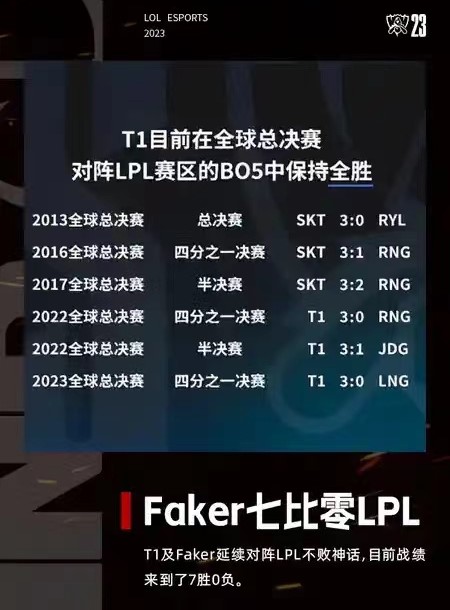 LOL ESPORTS
2023
23
T1目前在全球总决赛
对阵LPL赛区的BO5中保持全胜
2013全球总决赛 总决赛 SKT 3:0 RYL
2016全球总决赛 四分之一决赛 SKT 3:1 RNG
2017全球总决赛 半决赛 SKT 3:2 RNG
2022全球总决赛 四分之一决赛 T1 3:0 RNG
2022全球总决赛 半决赛 T1 3:1 JDG
2023全球总决赛 四分之一决赛 T1 3:0 LNG
Faker七比零LPL
T1及Faker延续对阵LPL不败神话,目前战绩
来到了7胜0负。